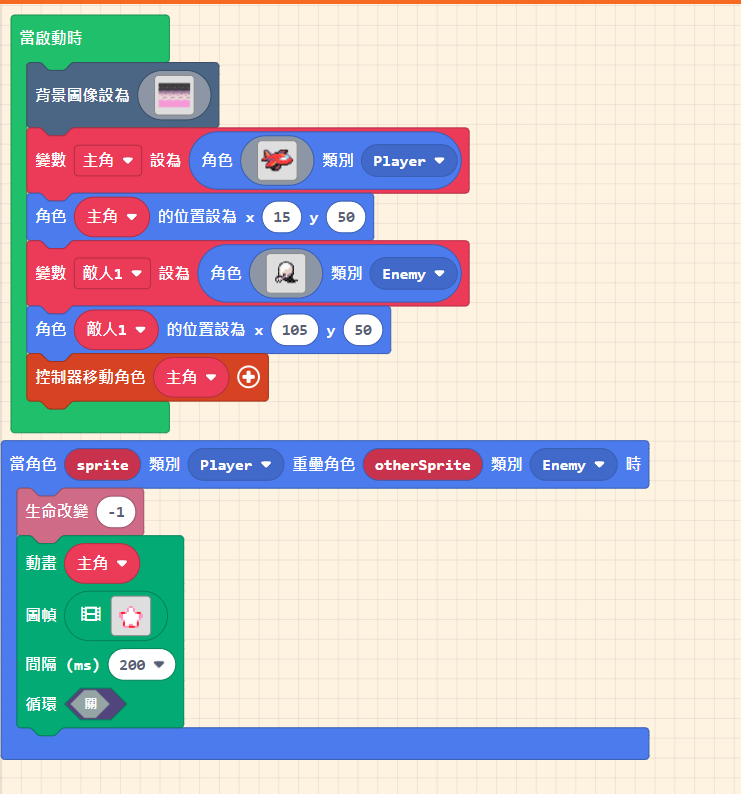 當啟動時
背景圖像設為
變數 主角 設為 角色 類別 Player
角色 主角 的位置設為 x 15 y 50
變數 敵人1 設為 角色 類別 Enemy
角色 敵人1 的位置設為 x 105 y 50
控制器移動角色 主角
當角色 sprite 類別 Player 重疊角色 otherSprite 類別 Enemy 時
生命改變 -1
動畫 主角
圖幀
間隔 (ms) 200
循環 關